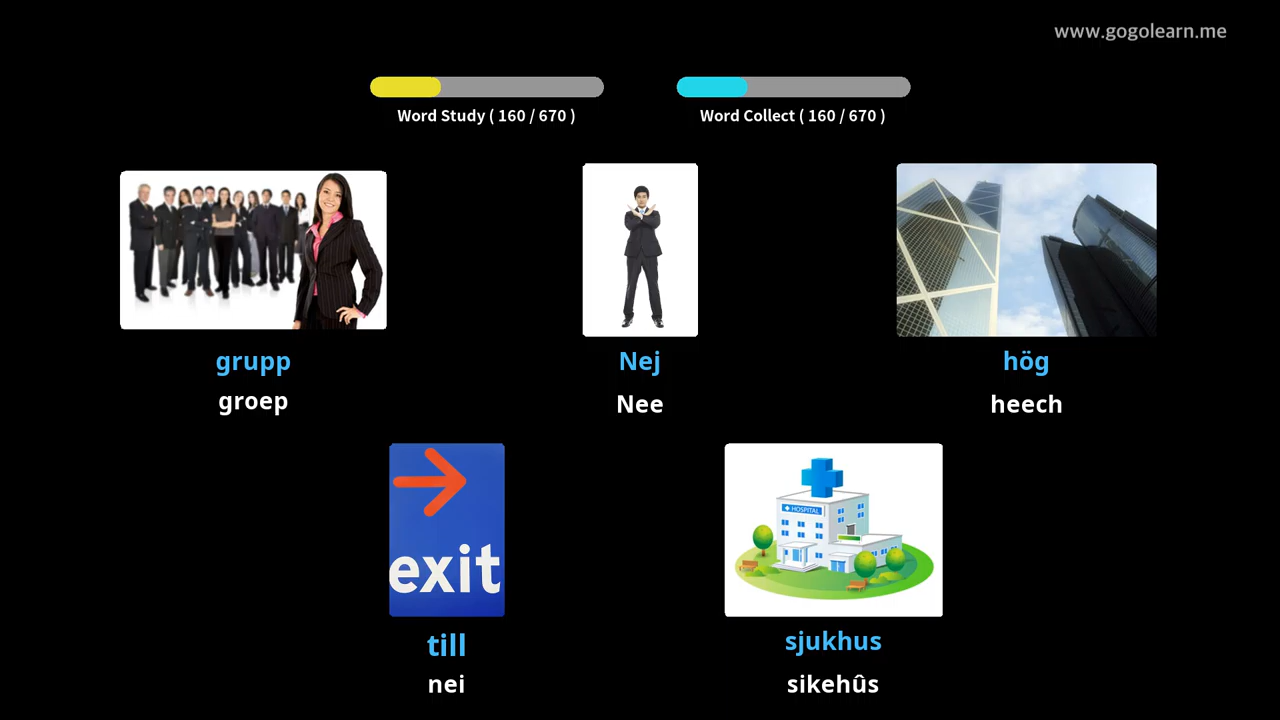 www.gogolearn.me
Word Study ( 160 / 670 )
Word Collect ( 160 / 670 )
grupp
groep
Nej
Nee
hög
heech
exit
till
nei
HOSPITAL
sjukhus
sikehûs